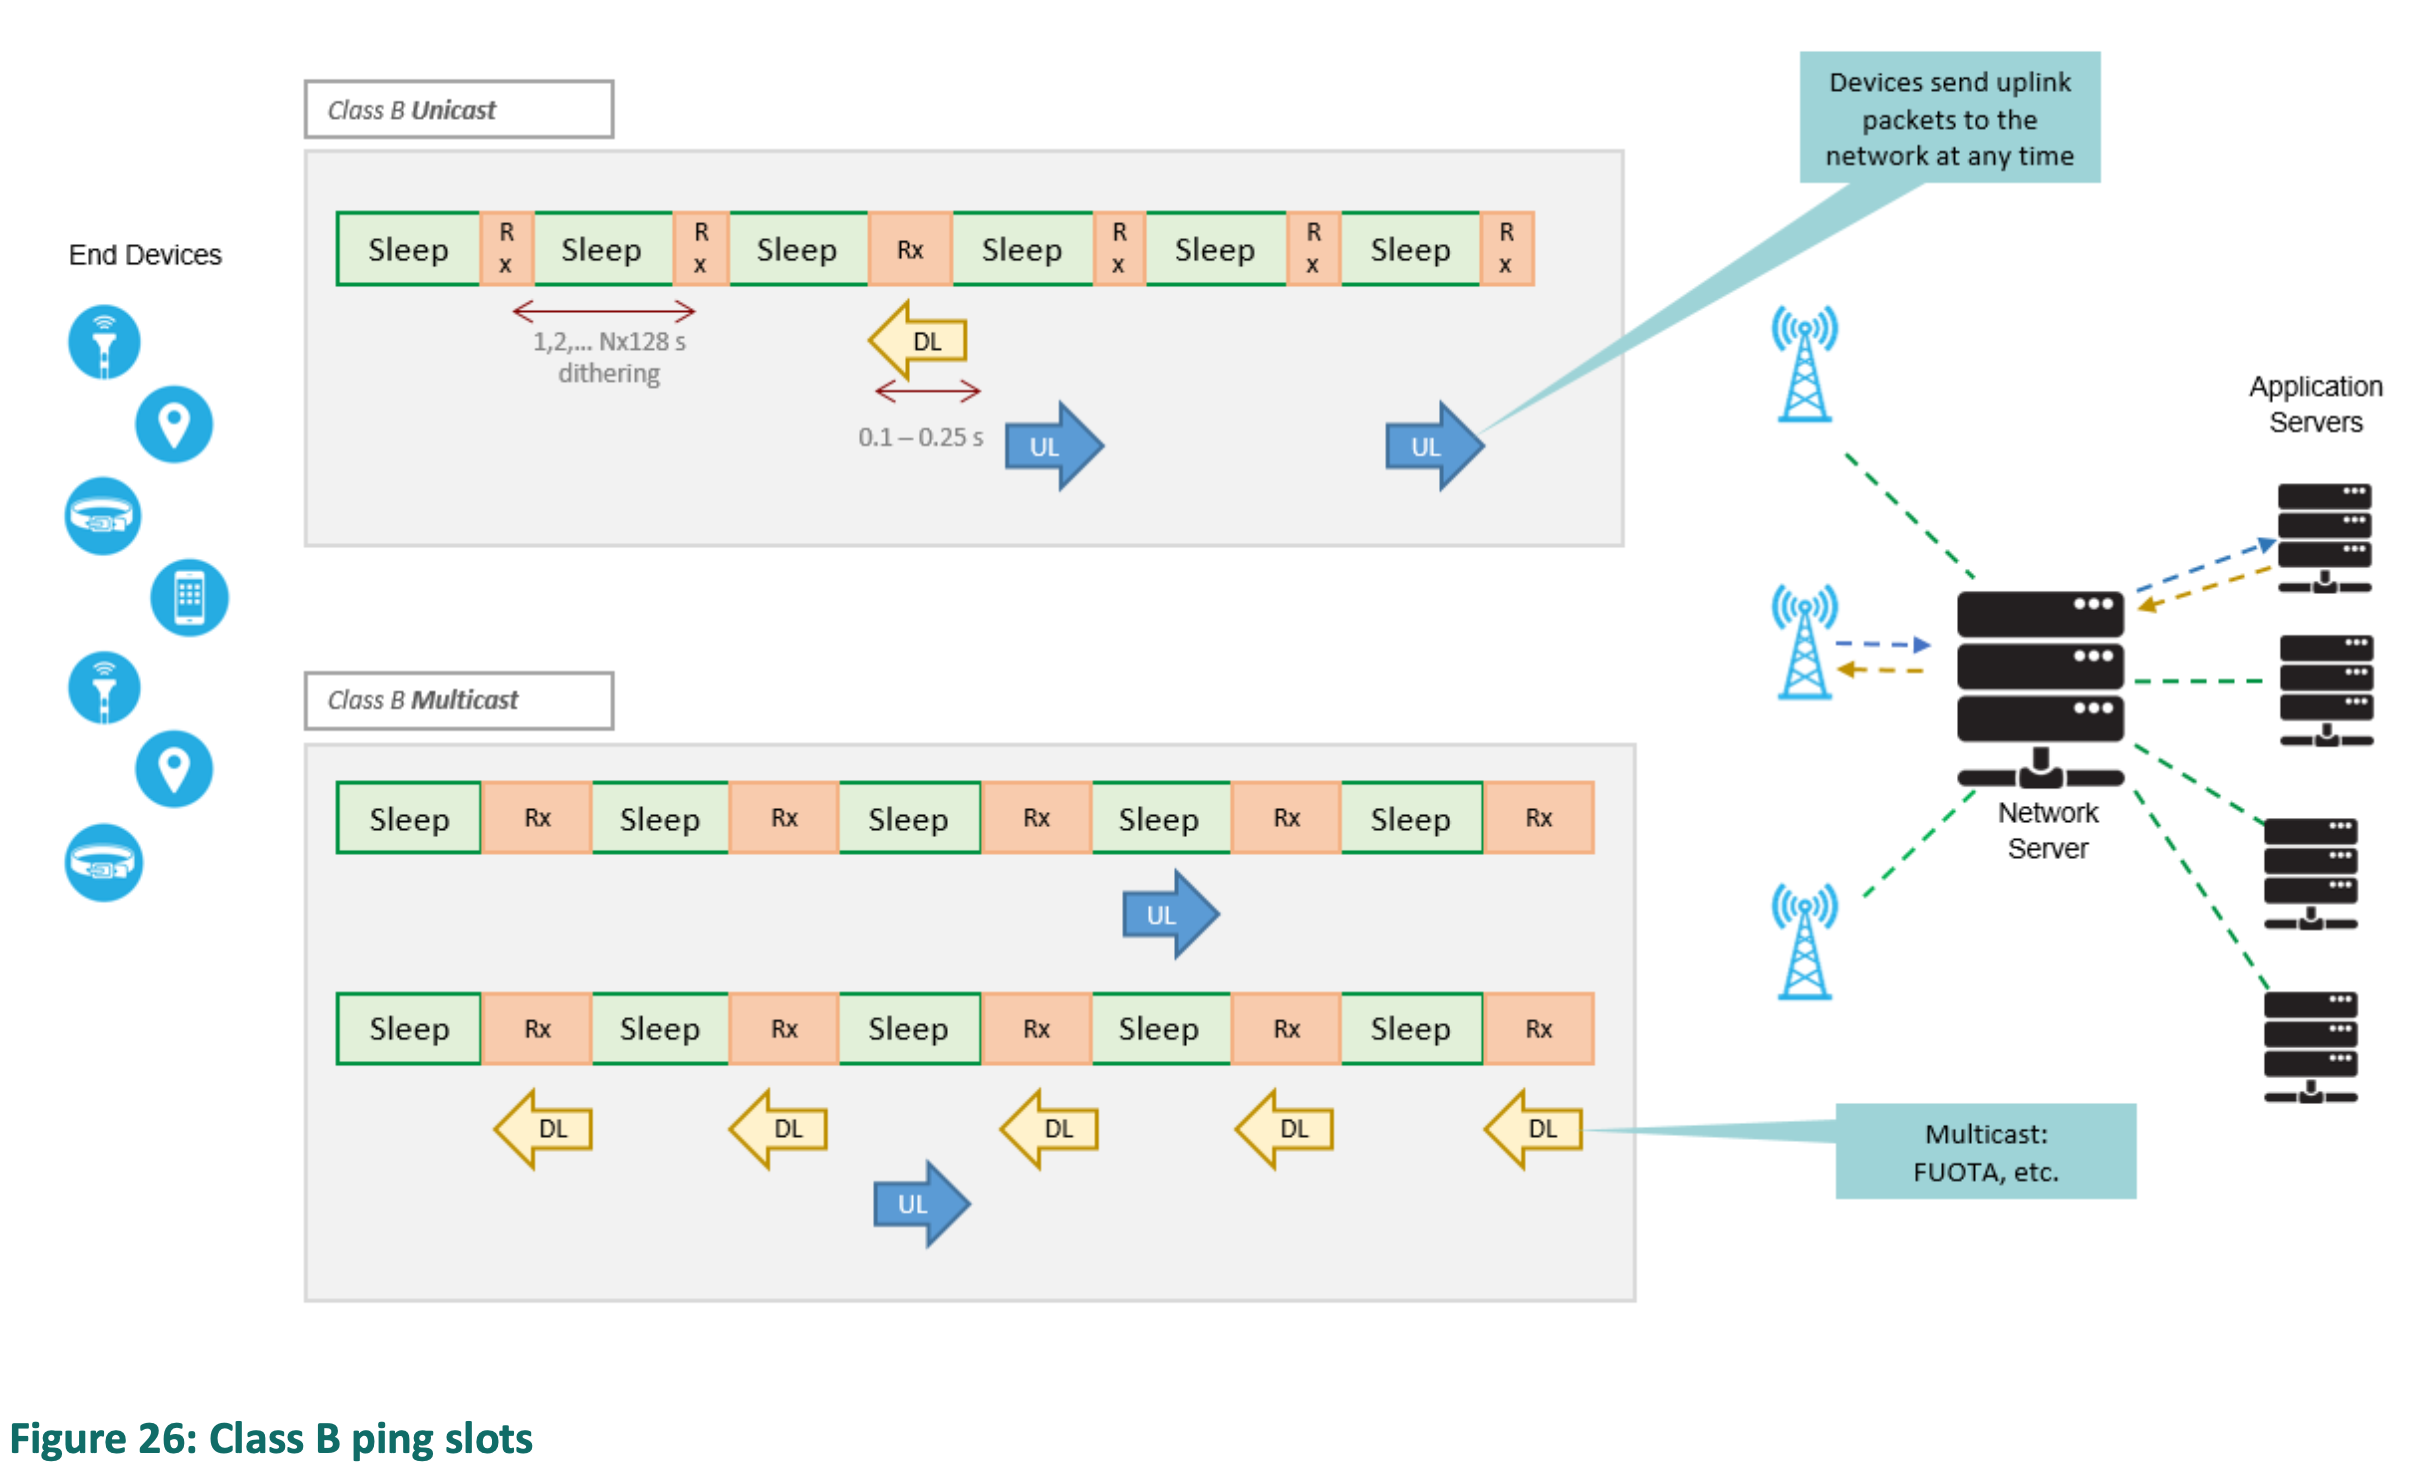 Class B Unicast
Devices send uplink
packets to the
network at any time
End Devices
Sleep
R
x
Sleep
R
x
Sleep
Rx
Sleep
R
x
Sleep
R
x
Sleep
R
x
1,2,... Nx128 s
dithering
DL
0.1 – 0.25 s
UL
UL
Application
Servers
Class B Multicast
Sleep
Rx
Sleep
Rx
Sleep
Rx
Sleep
Rx
Sleep
Rx
UL
Network
Server
Sleep
Rx
Sleep
Rx
Sleep
Rx
Sleep
Rx
Sleep
Rx
DL
DL
DL
DL
DL
UL
Multicast:
FUOTA, etc.
Figure 26: Class B ping slots